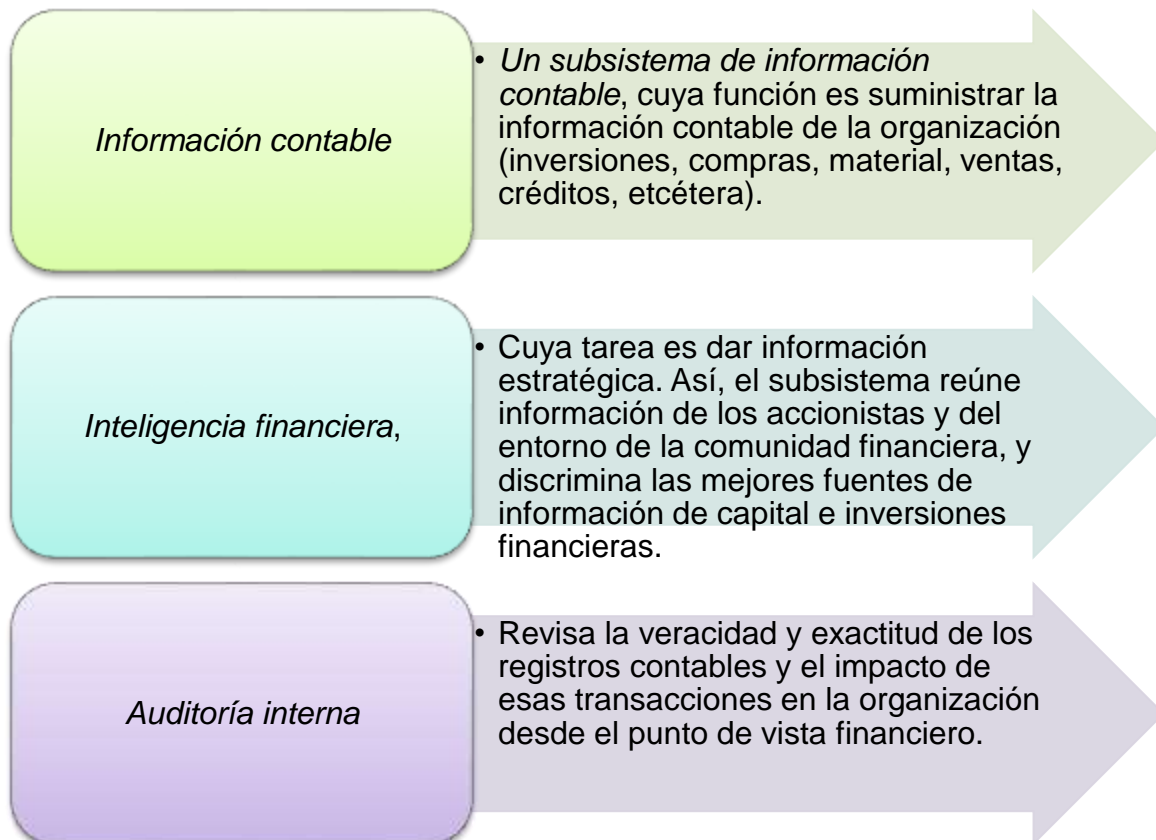 Información contable
• Un subsistema de información
contable, cuya función es suministrar la
información contable de la organización
(inversiones, compras, material, ventas,
créditos, etcétera).
Inteligencia financiera,
• Cuya tarea es dar información
estratégica. Así, el subsistema reúne
información de los accionistas y del
entorno de la comunidad financiera, y
discrimina las mejores fuentes de
información de capital e inversiones
financieras.
Auditoría interna
• Revisa la veracidad y exactitud de los
registros contables y el impacto de
esas transacciones en la organización
desde el punto de vista financiero.